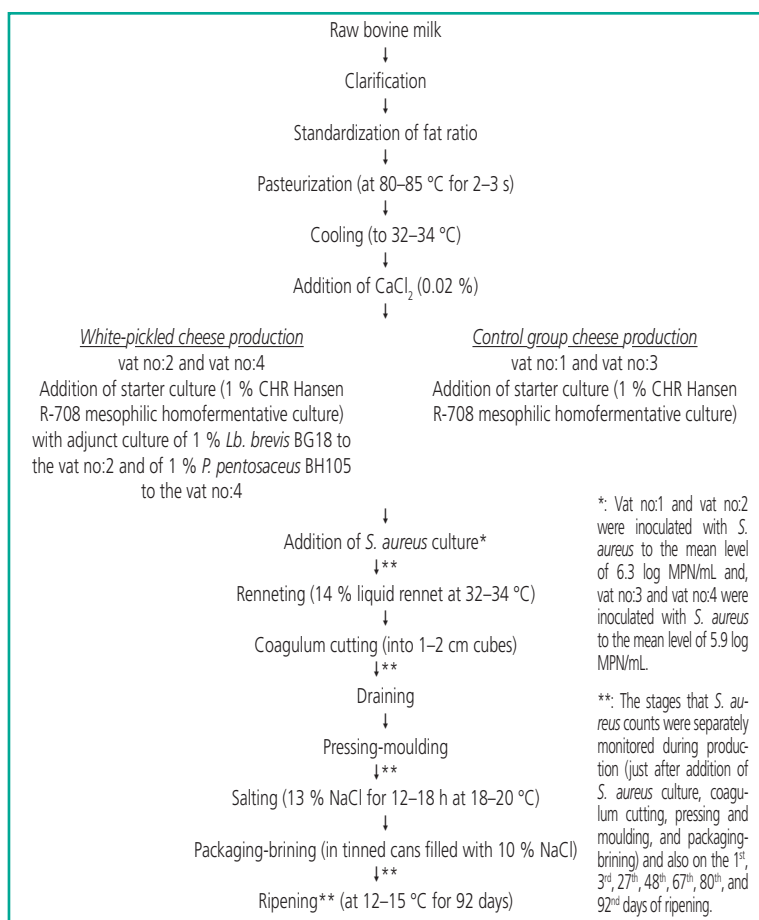 Raw bovine milk
↓
Clarification
↓
Standardization of fat ratio
↓
Pasteurization (at 80–85 °C for 2–3 s)
↓
Cooling (to 32–34 °C)
↓
Addition of CaCl₂ (0.02 %)
↓
White-pickled cheese production
vat no:2 and vat no:4
Addition of starter culture (1 % CHR Hansen
R-708 mesophilic homofermentative culture)
with adjunct culture of 1 % Lb. brevis BG18 to
the vat no:2 and of 1 % P. pentosaceus BH105
to the vat no:4
Control group cheese production
vat no:1 and vat no:3
Addition of starter culture (1 % CHR Hansen
R-708 mesophilic homofermentative culture)
↓
Addition of S. aureus culture*
↓**
Renneting (14 % liquid rennet at 32–34 °C)
↓
Coagulum cutting (into 1–2 cm cubes)
↓**
Draining
↓
Pressing-moulding
↓**
Salting (13 % NaCl for 12–18 h at 18–20 °C)
↓
Packaging-brining (in tinned cans filled with 10 % NaCl)
↓**
Ripening** (at 12–15 °C for 92 days)
*: Vat no:1 and vat no:2
were inoculated with S.
aureus to the mean level
of 6.3 log MPN/mL and,
vat no:3 and vat no:4 were
inoculated with S. aureus
to the mean level of 5.9 log
MPN/mL.
**: The stages that S. au-
reus counts were separately
monitored during produc-
tion (just after addition of
S. aureus culture, coagu-
lum cutting, pressing and
moulding, and packaging-
brining) and also on the 1st,
3rd, 27th, 48th, 67th, 80th, and
92nd days of ripening.